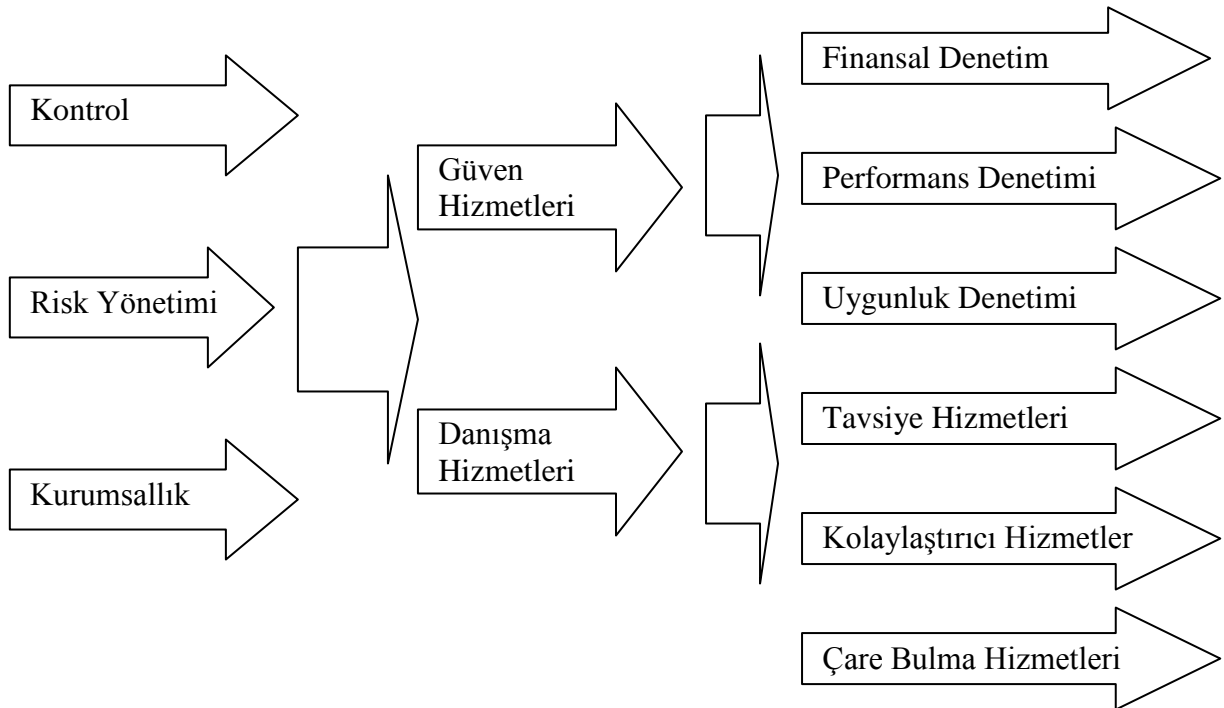 Kontrol
Risk Yönetimi
Kurumsallık
Güven
Hizmetleri
Danışma
Hizmetleri
Finansal Denetim
Performans Denetimi
Uygunluk Denetimi
Tavsiye Hizmetleri
Kolaylaştırıcı Hizmetler
Çare Bulma Hizmetleri